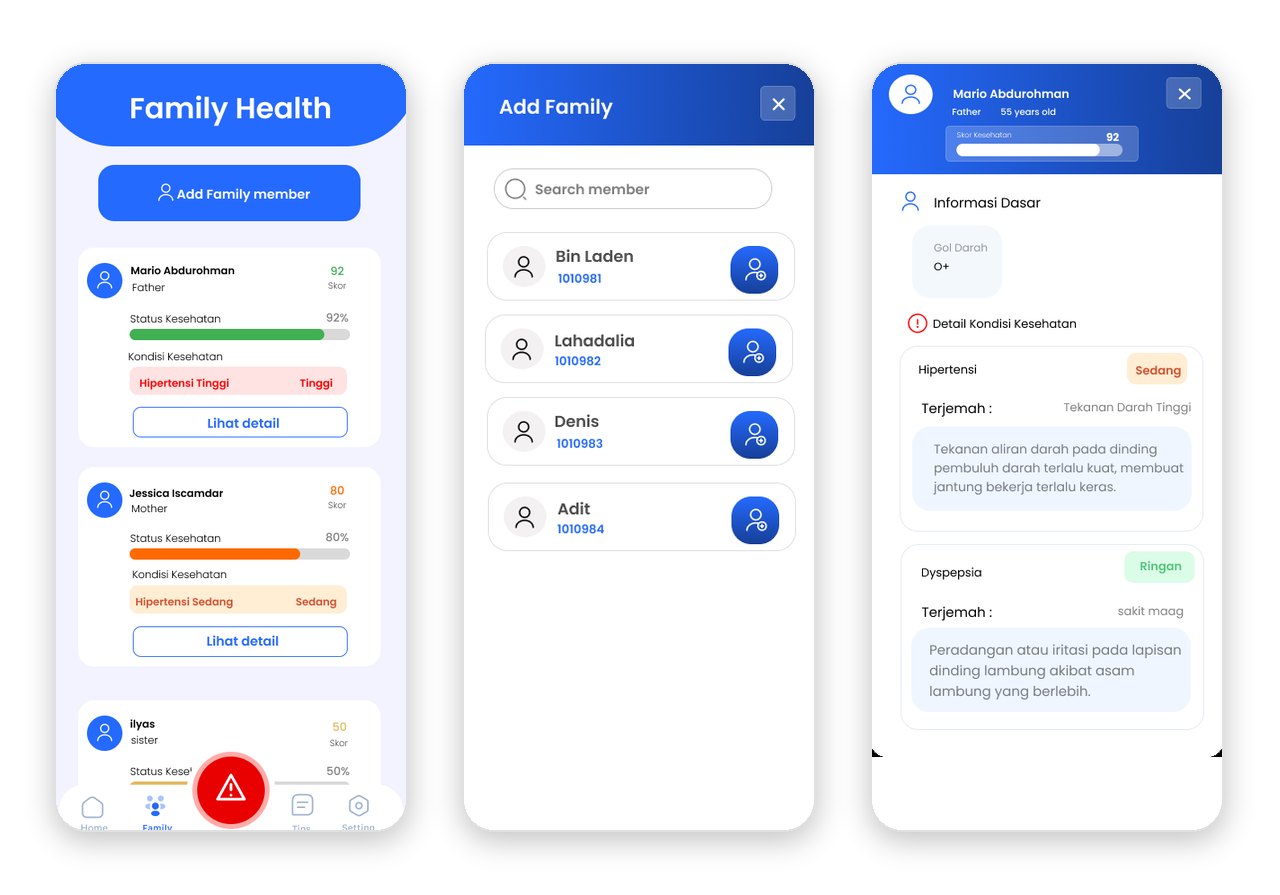 Family Health
Add Family member
Mario Abdurohman
92
Father
Skor
Status Kesehatan
92%
Kondisi Kesehatan
Hipertensi Tinggi
Tinggi
Lihat detail
Jessica Iscamdar
80
Mother
Skor
Status Kesehatan
80%
Kondisi Kesehatan
Hipertensi Sedang
Sedang
Lihat detail
ilyas
50
sister
Skor
Status
50%
Home
Family
Tips
Setting
Add Family
Search member
Bin Laden
1010981
Lahadalia
1010982
Denis
1010983
Adit
1010984
Mario Abdurohman
Father 55 years old
Skor Kesehatan
92
Informasi Dasar
Gol Darah
O+
Detail Kondisi Kesehatan
Hipertensi
Sedang
Terjemah :
Tekanan Darah Tinggi
Tekanan aliran darah pada dinding
pembuluh darah terlalu kuat, membuat
jantung bekerja terlalu keras.
Dyspepsia
Ringan
Terjemah :
sakit maag
Peradangan atau iritasi pada lapisan
dinding lambung akibat asam
lambung yang berlebih.